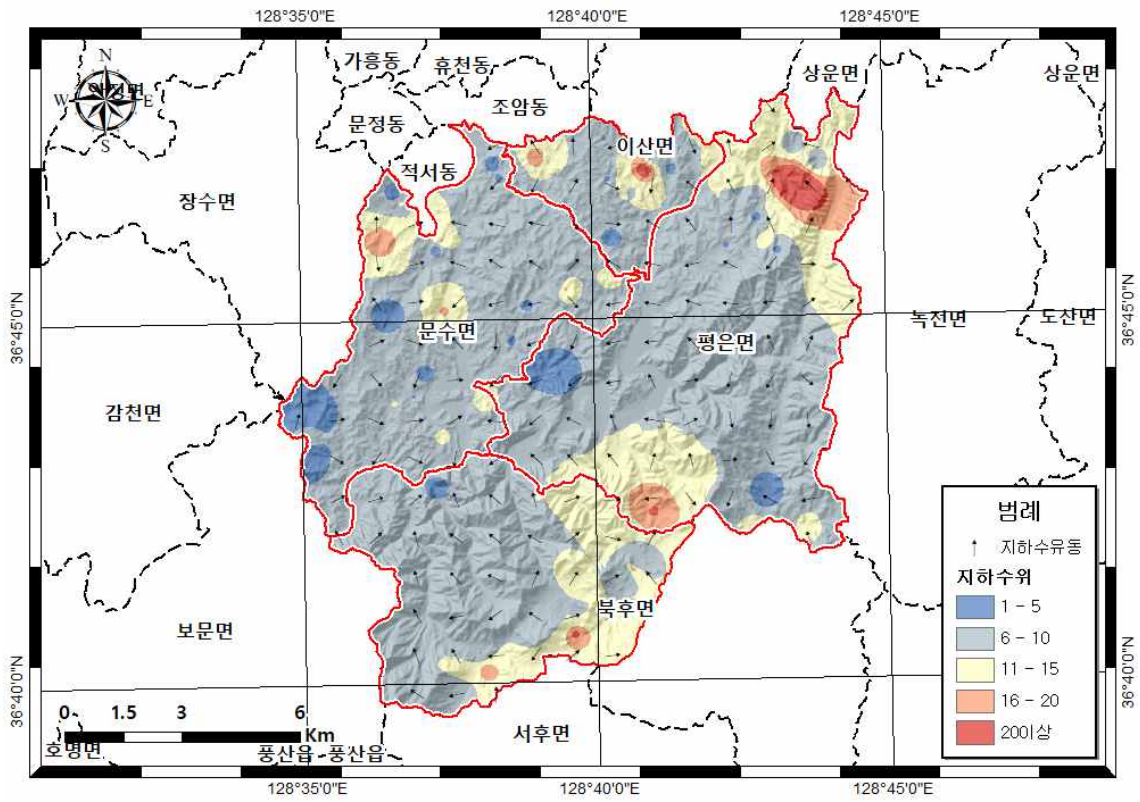 128°35'0"E
128°40'0"E
128°45'0"E
N
W
E
S
안정면
가흥동
휴천동
상운면
상운면
조암동
문정동
이산면
적서동
장수면
36°45'0"N
36°45'0"N
문수면
평은면
녹전면
도산면
감천면
범례
지하수유동
지하수위
1 - 5
6 - 10
11 - 15
16 - 20
200이상
북후면
보문면
36°40'0"N
36°40'0"N
0 1.5 3 6
Km
호명면
풍산읍
풍산읍
서후면
128°35'0"E
128°40'0"E
128°45'0"E